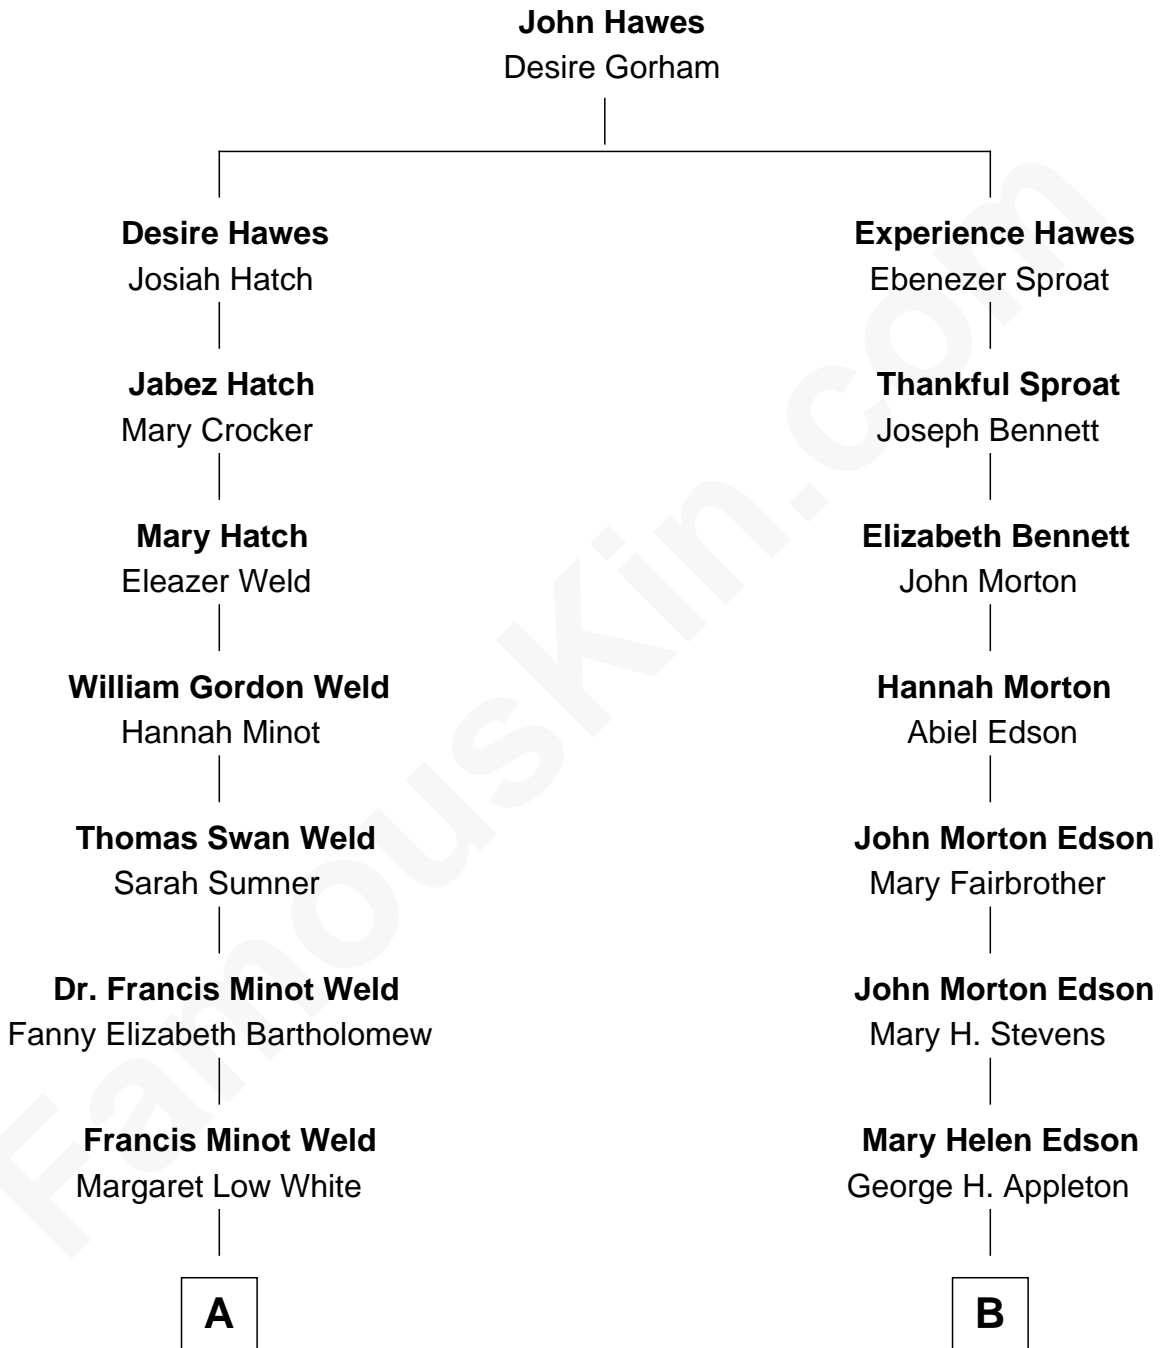 John Hawes
Desire Gorham
Desire Hawes
Josiah Hatch
Experience Hawes
Ebenezer Sproat
Jabez Hatch
Mary Crocker
Thankful Sproat
Joseph Bennett
Mary Hatch
Eleazer Weld
Elizabeth Bennett
John Morton
William Gordon Weld
Hannah Minot
Hannah Morton
Abiel Edson
Thomas Swan Weld
Sarah Sumner
John Morton Edson
Mary Fairbrother
Dr. Francis Minot Weld
Fanny Elizabeth Bartholomew
John Morton Edson
Mary H. Stevens
Francis Minot Weld
Margaret Low White
Mary Helen Edson
George H. Appleton
A
B
FamousKin.com